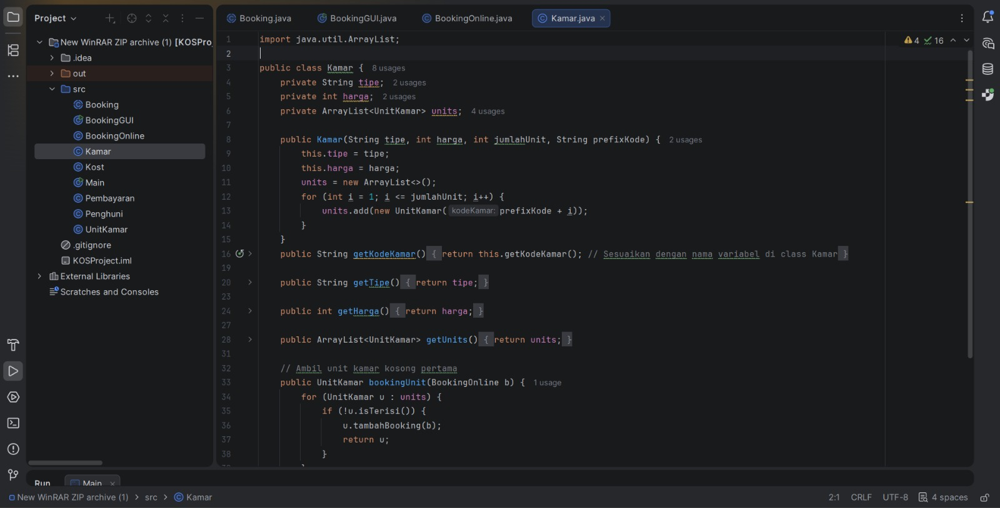 Project
Booking.java
BookingGUI.java
BookingOnline.java
Kamar.java
New WinRAR ZIP archive (1) [KOSPro
.idea
out
src
Booking
BookingGUI
BookingOnline
Kamar
Kost
Main
Pembayaran
Penghuni
UnitKamar
.gitignore
KOSProject.iml
External Libraries
Scratches and Consoles
4 16
1 import java.util.ArrayList;
2
3 public class Kamar { 8 usages
4 private String tipe; 2 usages
5 private int harga; 2 usages
6 private ArrayList<UnitKamar> units; 4 usages
7
8 public Kamar(String tipe, int harga, int jumlahUnit, String prefixKode) { 2 usages
9 this.tipe = tipe;
10 this.harga = harga;
11 units = new ArrayList<>();
12 for (int i = 1; i <= jumlahUnit; i++) {
13 units.add(new UnitKamar( kodeKamar: prefixKode + i));
14 }
15 }
16 public String getKodeKamar() { return this.getKodeKamar(); // Sesuaikan dengan nama variabel di class Kamar }
19
20 public String getTipe() { return tipe; }
23
24 public int getHarga() { return harga; }
27
28 public ArrayList<UnitKamar> getUnits() { return units; }
31
32 // Ambil unit kamar kosong pertama
33 public UnitKamar bookingUnit(BookingOnline b) { 1 usage
34 for (UnitKamar u : units) {
35 if (!u.isTerisi()) {
36 u.tambahBooking(b);
37 return u;
38 }
Run Main
New WinRAR ZIP archive (1) > src > Kamar
2:1 CRLF UTF-8 4 spaces